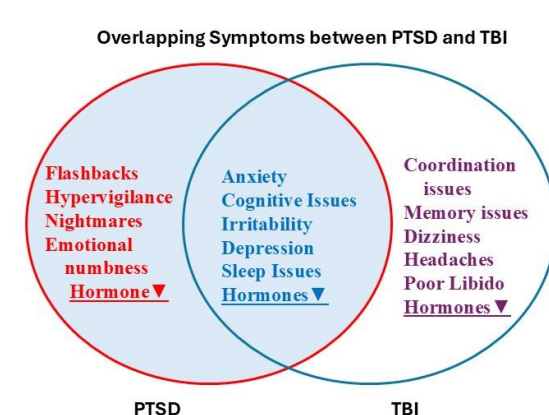 Overlapping Symptoms between PTSD and TBI
Flashbacks
Hypervigilance
Nightmares
Emotional
numbness
Hormone▼
Anxiety
Cognitive Issues
Irritability
Depression
Sleep Issues
Hormones▼
Coordination
issues
Memory issues
Dizziness
Headaches
Poor Libido
Hormones▼
PTSD
TBI